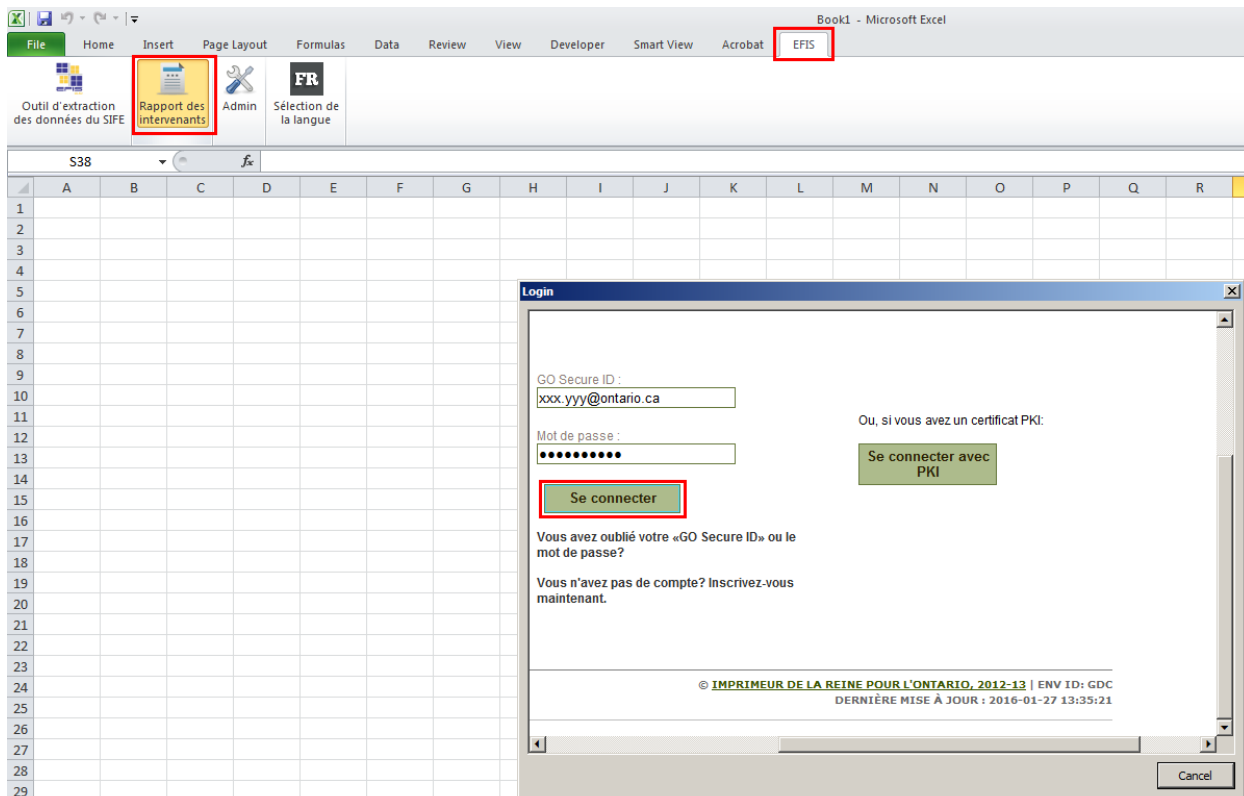 Book1 - Microsoft Excel
File Home Insert Page Layout Formulas Data Review View Developer Smart View Acrobat EFIS
Outil d'extraction
des données du SIFE
Rapport des
intervenants
Admin
FR
Sélection de
la langue
S38 fx
A B C D E F G H I J K L M N O P Q R
1
2
3
4
5
6
7
8
9
10
11
12
13
14
15
16
17
18
19
20
21
22
23
24
25
26
27
28
29
Login
GO Secure ID :
xxx.yyy@ontario.ca
Mot de passe :
●●●●●●●●●●
Se connecter
Ou, si vous avez un certificat PKI:
Se connecter avec
PKI
Vous avez oublié votre «GO Secure ID» ou le
mot de passe?
Vous n'avez pas de compte? Inscrivez-vous
maintenant.
© IMPRIMEUR DE LA REINE POUR L'ONTARIO, 2012-13 | ENV ID: GDC
DERNIÈRE MISE À JOUR : 2016-01-27 13:35:21
Cancel